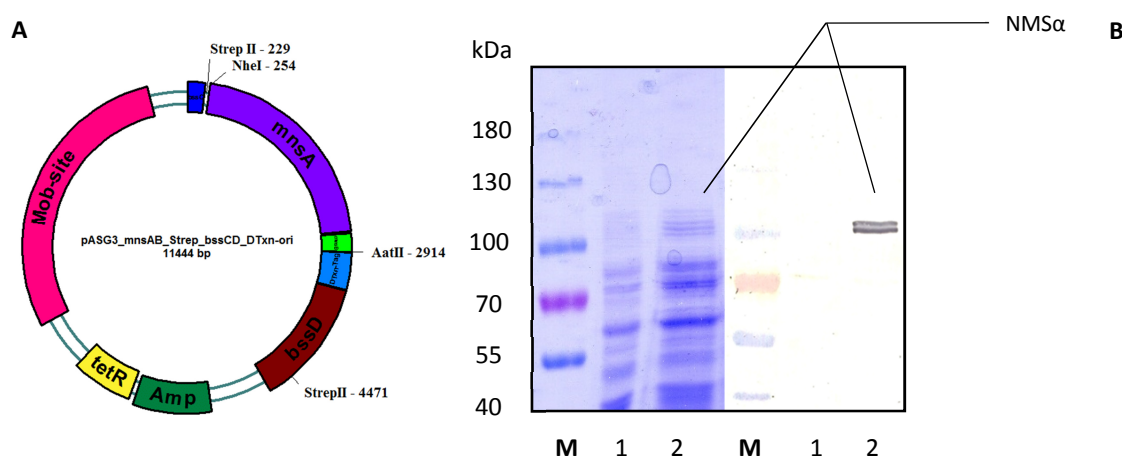 A
Strep II - 229
NheI - 254
mnsA
Mob-site
pASG3_mnsAB_Strep_bssCD_DTxn-ori
11444 bp
AatII - 2914
bssD
StrepII - 4471
tetR
Amp
B
NMSα
kDa
180
130
100
70
55
40
M 1 2 M 1 2